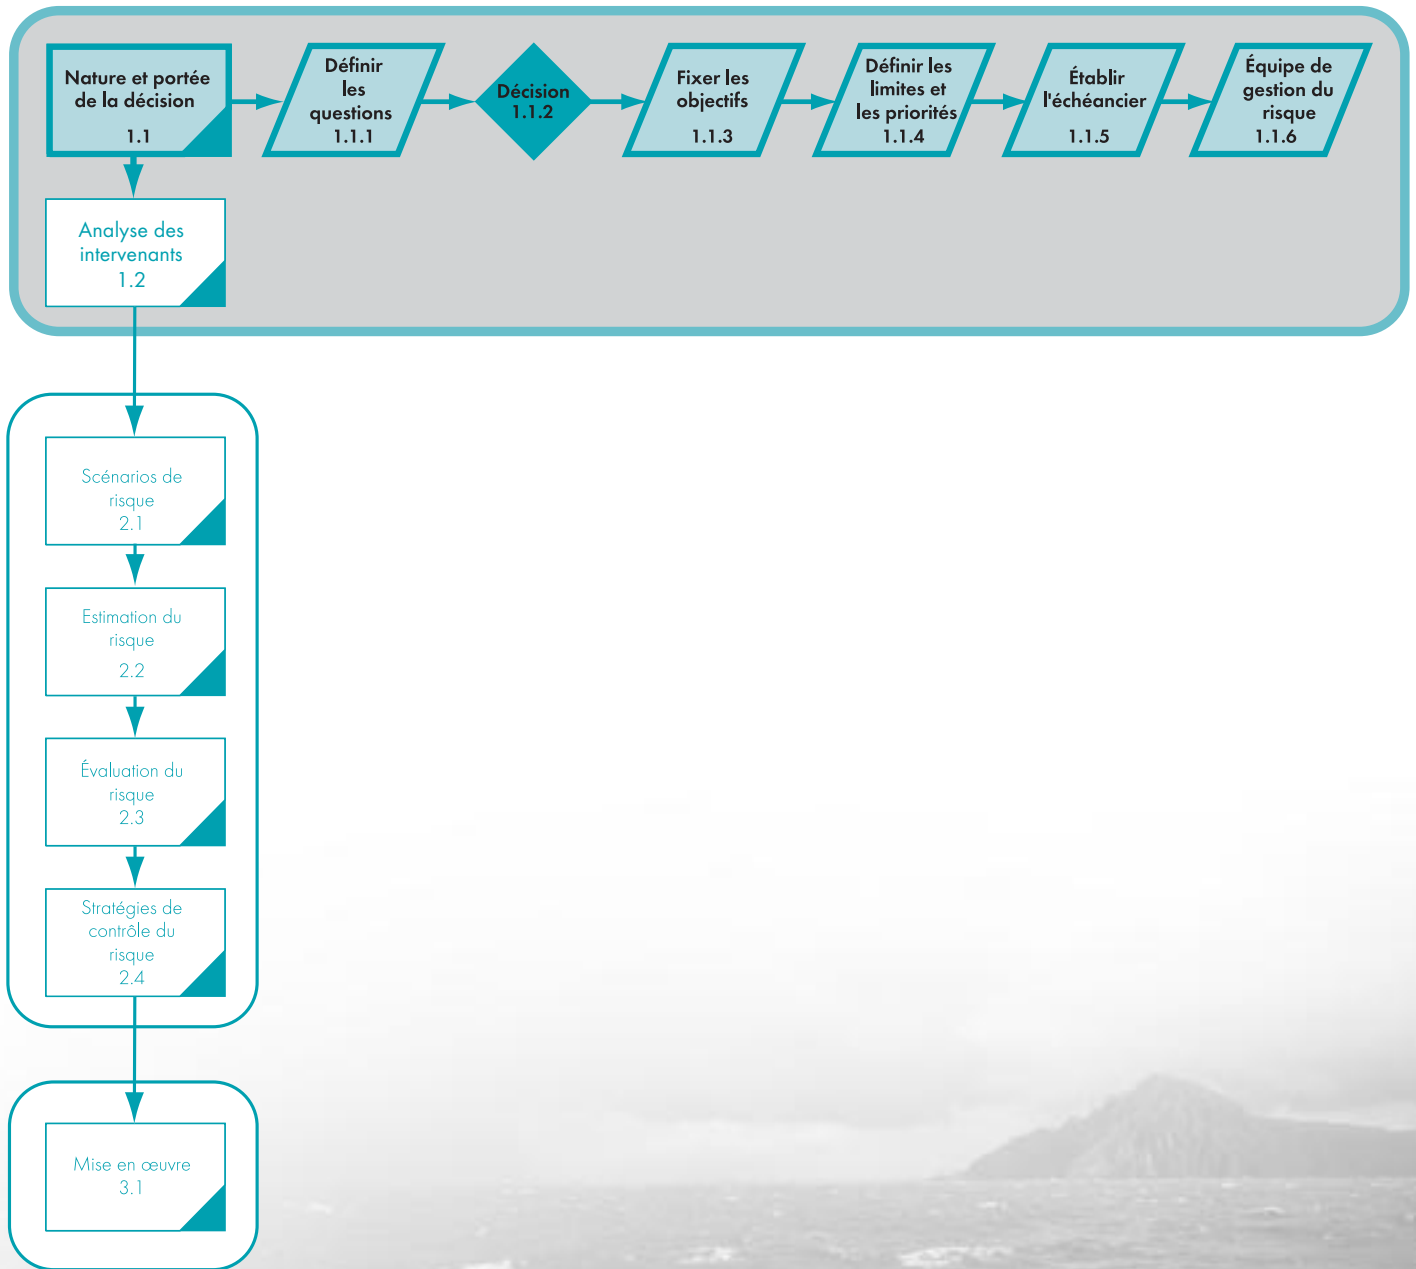 Nature et portée
de la décision
1.1
Définir
les
questions
1.1.1
Décision
1.1.2
Fixer les
objectifs
1.1.3
Définir les
limites et
les priorités
1.1.4
Établir
l'échéancier
1.1.5
Équipe de
gestion du
risque
1.1.6
Analyse des
intervenants
1.2
Scénarios de
risque
2.1
Estimation du
risque
2.2
Évaluation du
risque
2.3
Stratégies de
contrôle du
risque
2.4
Mise en œuvre
3.1